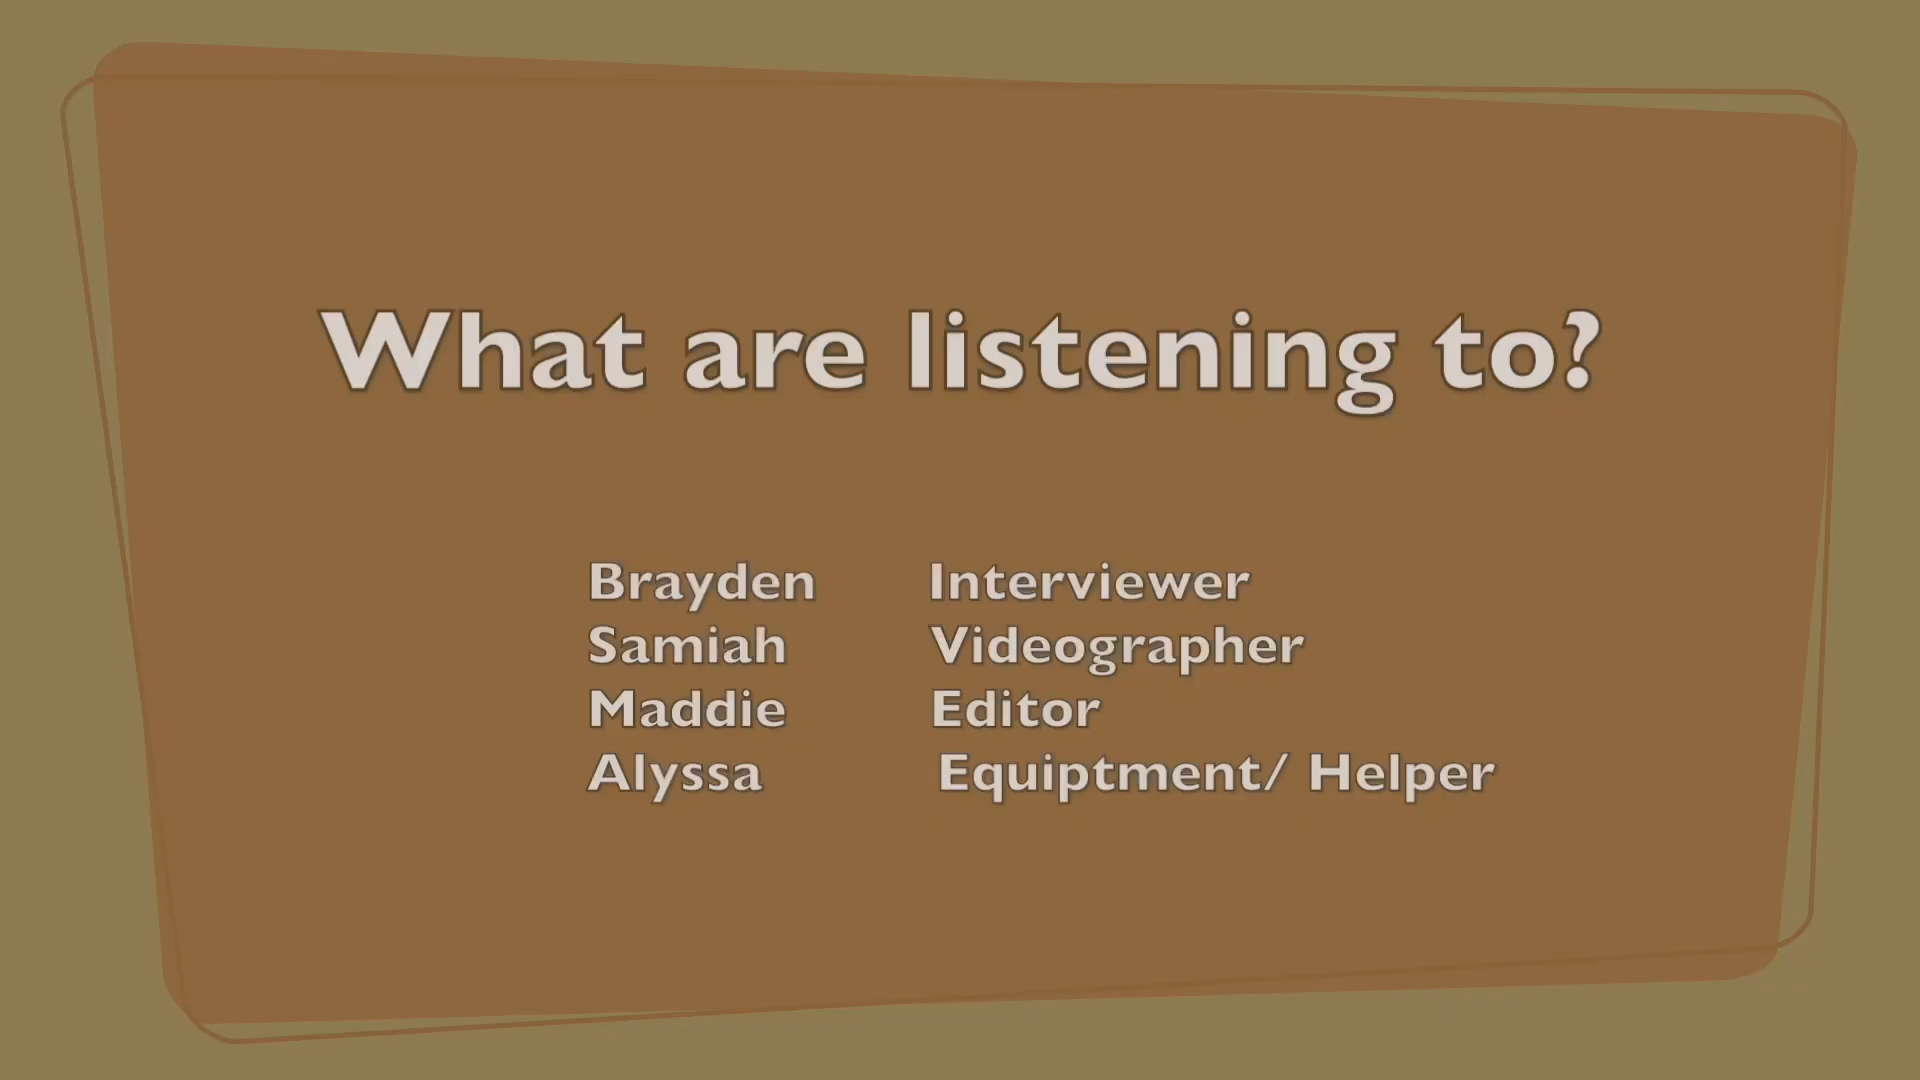 What are listening to?
Brayden Interviewer
Samiah Videographer
Maddie Editor
Alyssa Equiptment/ Helper